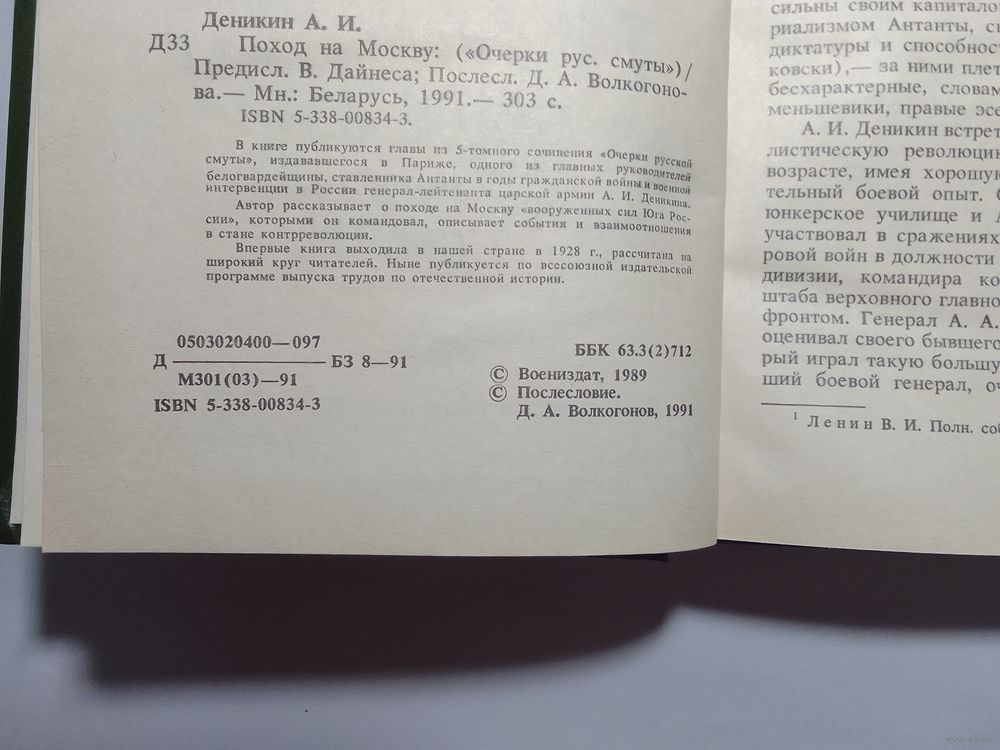 Деникин А. И.
Д33 Поход на Москву: («Очерки рус. смуты»)/
Предисл. В. Дайнеса; Послесл. Д. А. Волкогоно-
ва.— Мн.: Беларусь, 1991.— 303 с.
ISBN 5-338-00834-3.
В книге публикуются главы из 5-томного сочинения «Очерки русской
смуты», издававшегося в Париже, одного из главных руководителей
белогвардейщины, ставленника Антанты в годы гражданской войны и военной
интервенции в России генерал-лейтенанта царской армии А. И. Деникина.
Автор рассказывает о походе на Москву «вооруженных сил Юга Рос-
сии», которыми он командовал, описывает события и взаимоотношения
в стане контрреволюции.
Впервые книга выходила в нашей стране в 1928 г., рассчитана на
широкий круг читателей. Ныне публикуется по всесоюзной издательской
программе выпуска трудов по отечественной истории.
0503020400—097
Д БЗ 8—91
М301(03)—91
ISBN 5-338-00834-3
ББК 63.3(2)712
© Воениздат, 1989
© Послесловие.
Д. А. Волкогонов, 1991
сильны своим капитало
риализмом Антанты, с
диктатуры и способнос
ковски),— за ними плет
бесхарактерные, словам
меньшевики, правые эсе
А. И. Деникин встрет
листическую революци
возрасте, имея хорошую
тельный боевой опыт.
юнкерское училище и
участвовал в сражениях
ровой войн в должности
дивизии, командира ко
штаба верховного главно
фронтом. Генерал А. А.
оценивал своего бывшего
рый играл такую большу
ший боевой генерал, оч
¹ Ленин В. И. Полн. соб